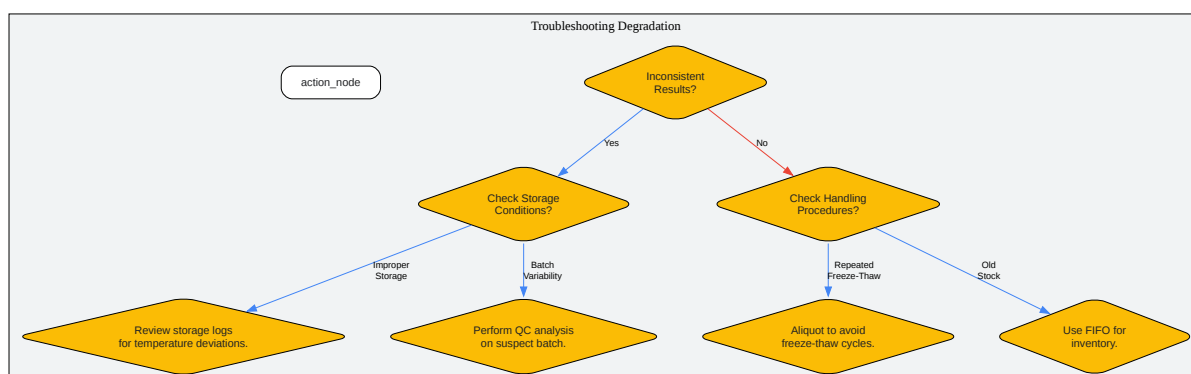 Troubleshooting Degradation
action_node
Inconsistent
Results?
Yes
No
Check Storage
Conditions?
Check Handling
Procedures?
Improper
Storage
Batch
Variability
Repeated
Freeze-Thaw
Old
Stock
Review storage logs
for temperature deviations.
Perform QC analysis
on suspect batch.
Aliquot to avoid
freeze-thaw cycles.
Use FIFO for
inventory.